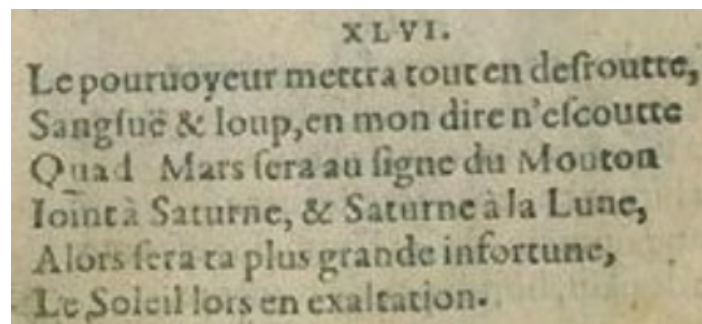 XLVI.
Le pouruoyeur mettra tout en deſroutte,
Sangſuë & loup, en mon dire n'eſcoutte
Quãd Mars ſera au ſigne du Mouton
Ioint à Saturne, & Saturne à la Lune,
Alors ſera ta plus grande infortune,
Le Soleil lors en exaltation.